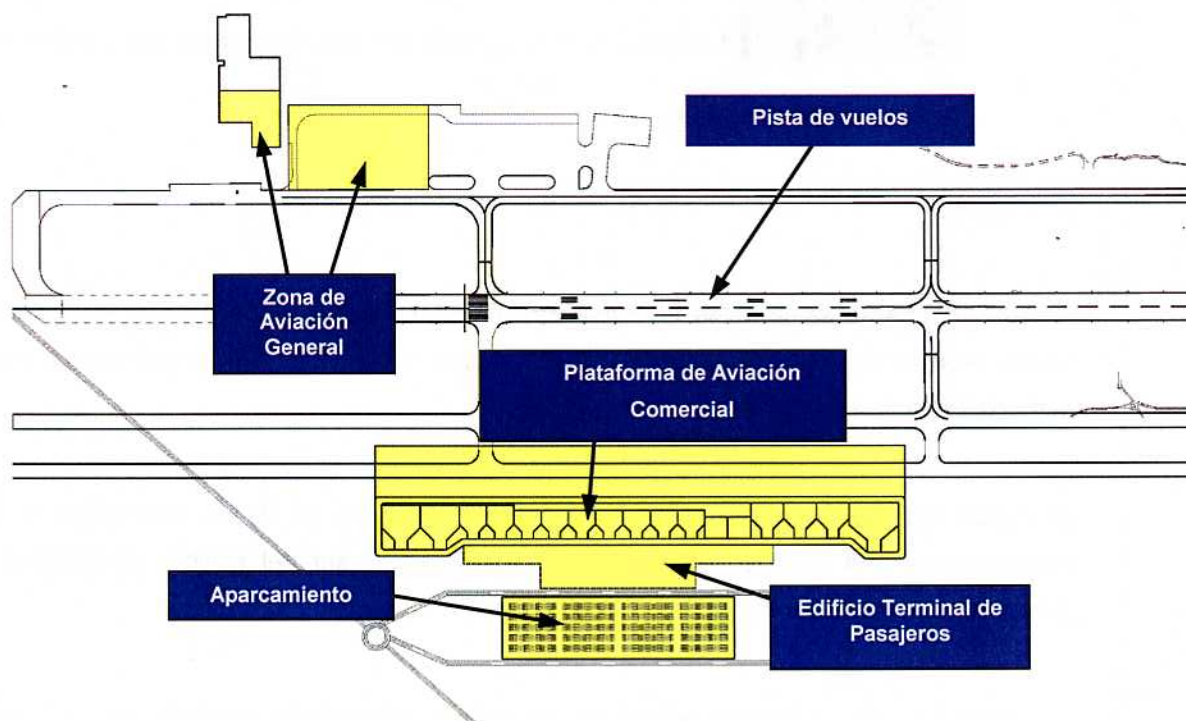 Pista de vuelos
Zona de
Aviación
General
Plataforma de Aviación
Comercial
Aparcamiento
Edificio Terminal de
Pasajeros